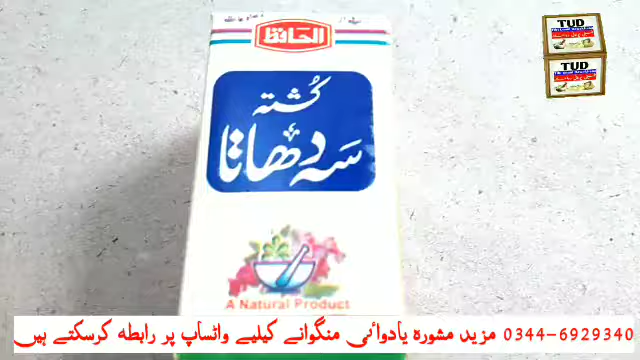 الحافظ
TUD
TUD
کُشتہ
سَہ دھاتا
A Natural Product
0344-6929340 مزید مشورہ یادوائی منگوانے کیلیے واٹساپ پر رابطہ کرسکتے ہیں